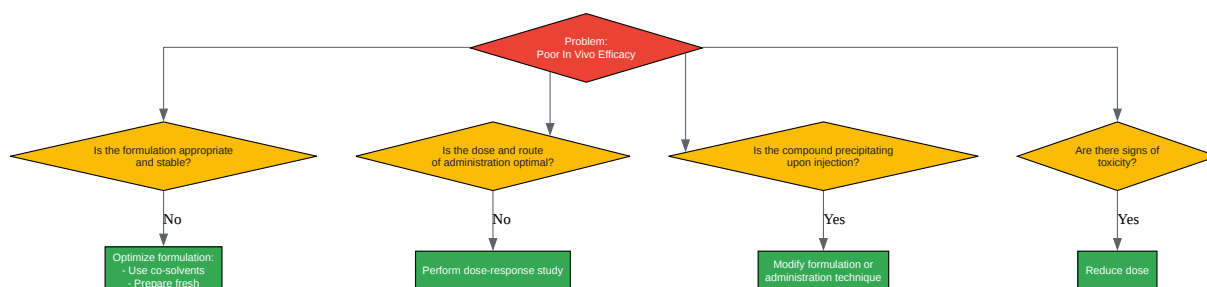 Problem:
Poor In Vivo Efficacy
Is the formulation appropriate
and stable?
Is the dose and route
of administration optimal?
Is the compound precipitating
upon injection?
Are there signs of
toxicity?
No
No
Yes
Yes
Optimize formulation:
- Use co-solvents
- Prepare fresh
Perform dose-response study
Modify formulation or
administration technique
Reduce dose